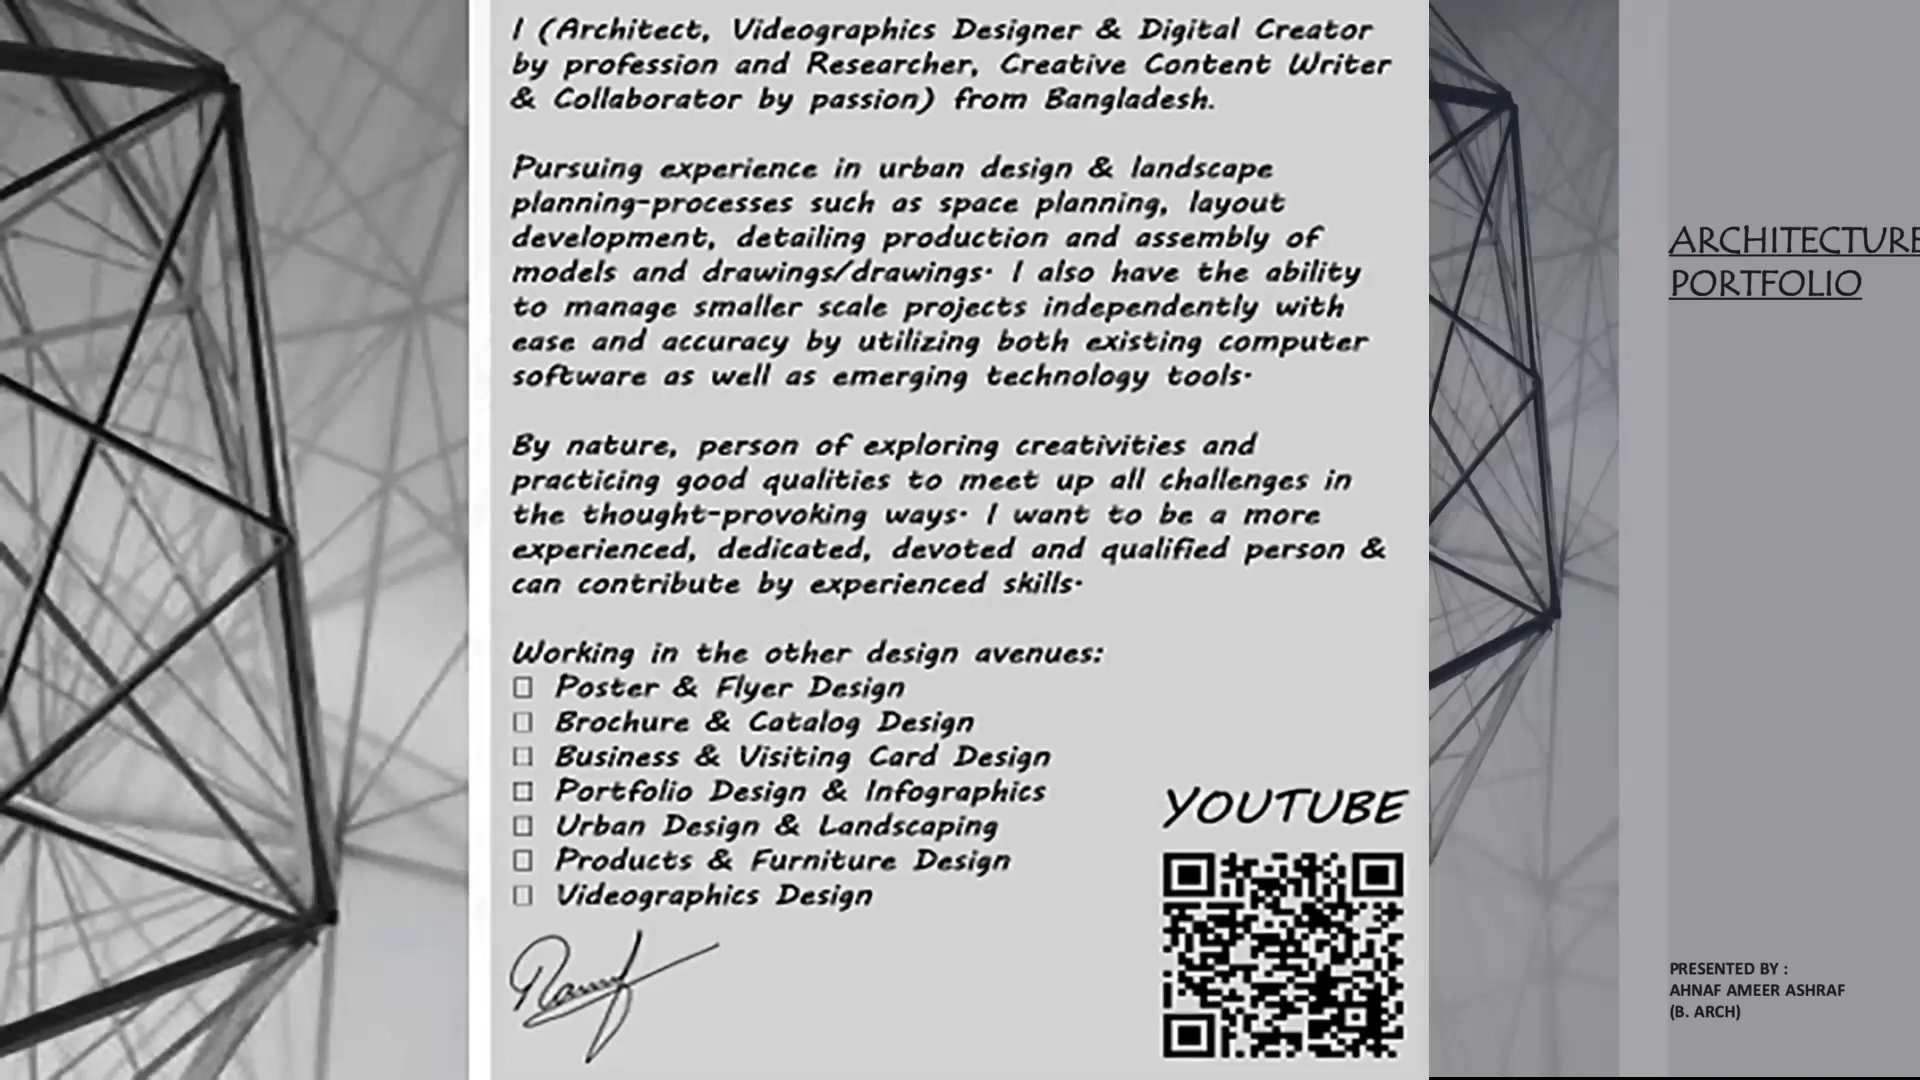 I (Architect, Videographics Designer & Digital Creator
by profession and Researcher, Creative Content Writer
& Collaborator by passion) from Bangladesh.
Pursuing experience in urban design & landscape
planning-processes such as space planning, layout
development, detailing production and assembly of
models and drawings/drawings. I also have the ability
to manage smaller scale projects independently with
ease and accuracy by utilizing both existing computer
software as well as emerging technology tools.
By nature, person of exploring creativities and
practicing good qualities to meet up all challenges in
the thought-provoking ways. I want to be a more
experienced, dedicated, devoted and qualified person &
can contribute by experienced skills.
Working in the other design avenues:
Poster & Flyer Design
Brochure & Catalog Design
Business & Visiting Card Design
Portfolio Design & Infographics
Urban Design & Landscaping
Products & Furniture Design
Videographics Design
YOUTUBE
ARCHITECTURE
PORTFOLIO
PRESENTED BY :
AHNAF AMEER ASHRAF
(B. ARCH)